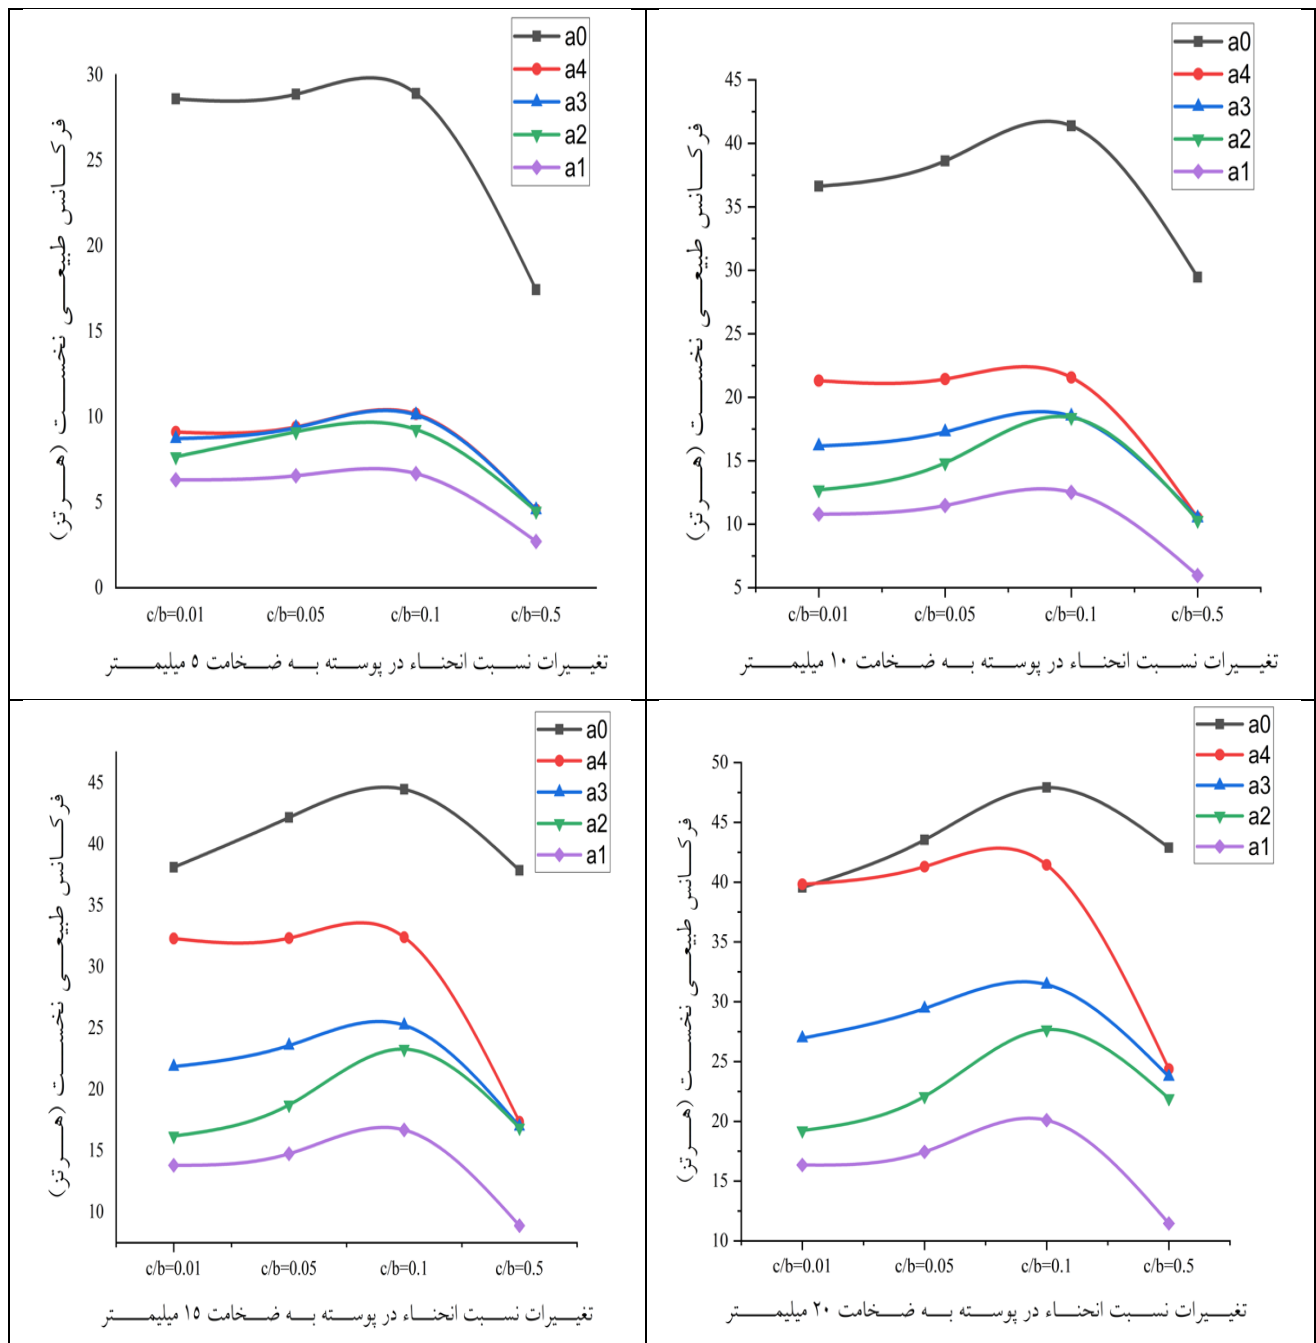 a0
a4
a3
a2
a1
30
25
20
15
10
5
0
فرکانس طبیعی نخست (هرتز)
c/b=0.01 c/b=0.05 c/b=0.1 c/b=0.5
تغییرات نسبت انحناء در پوسته به ضخامت ۵ میلیمتر
a0
a4
a3
a2
a1
45
40
35
30
25
20
15
10
5
فرکانس طبیعی نخست (هرتز)
c/b=0.01 c/b=0.05 c/b=0.1 c/b=0.5
تغییرات نسبت انحناء در پوسته به ضخامت ۱۰ میلیمتر
a0
a4
a3
a2
a1
45
40
35
30
25
20
15
10
فرکانس طبیعی نخست (هرتز)
c/b=0.01 c/b=0.05 c/b=0.1 c/b=0.5
تغییرات نسبت انحناء در پوسته به ضخامت ۱۵ میلیمتر
a0
a4
a3
a2
a1
50
45
40
35
30
25
20
15
10
فرکانس طبیعی نخست (هرتز)
c/b=0.01 c/b=0.05 c/b=0.1 c/b=0.5
تغییرات نسبت انحناء در پوسته به ضخامت ۲۰ میلیمتر